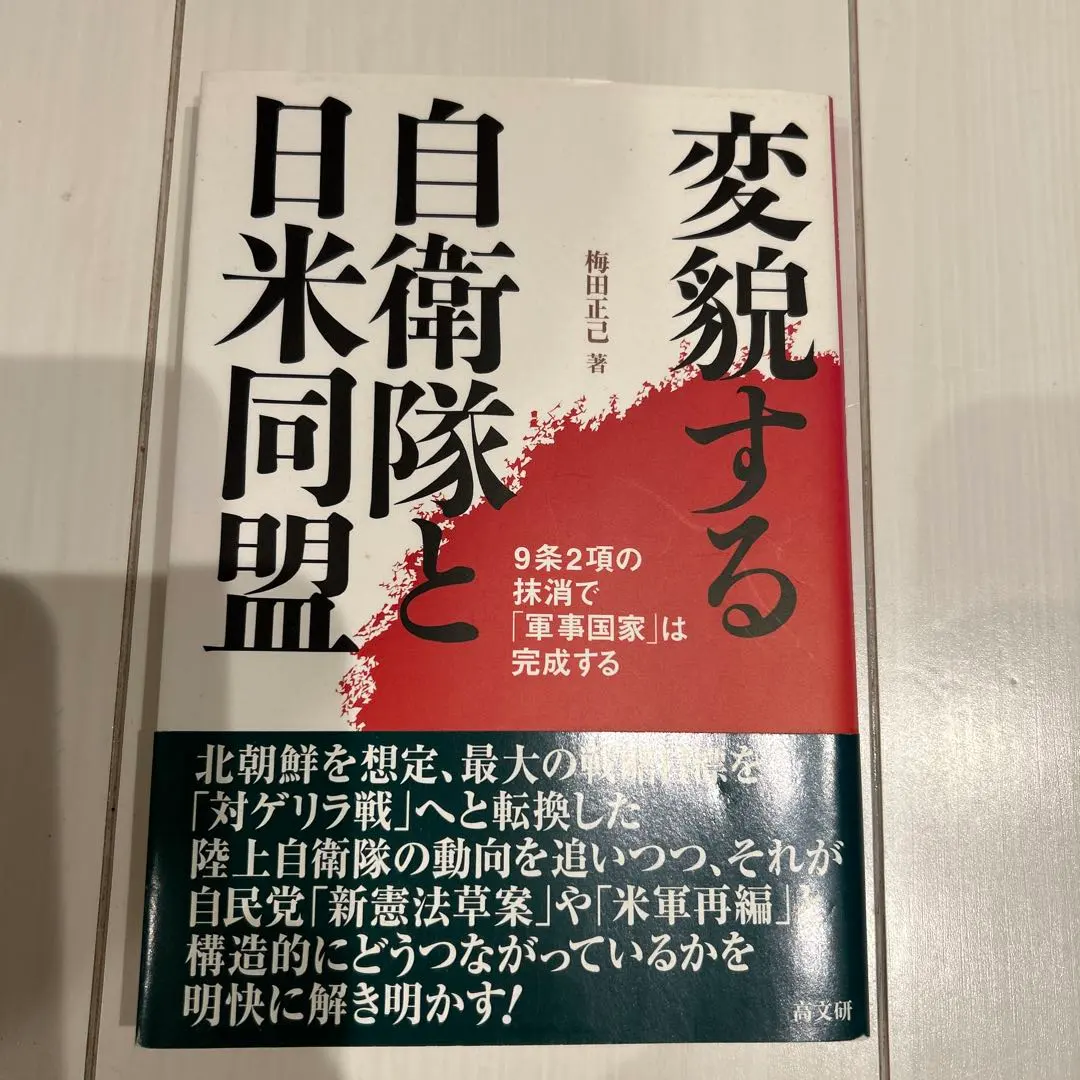 変貌する
自衛隊と
日米同盟
梅田正己 著
9条2項の
抹消で
「軍事国家」は
完成する
北朝鮮を想定、最大の戦を
「対ゲリラ戦」へと転換した
陸上自衛隊の動向を追いつつ、それが
自民党「新憲法草案」や「米軍再編」と
構造的にどうつながっているかを
明快に解き明かす!
高文研